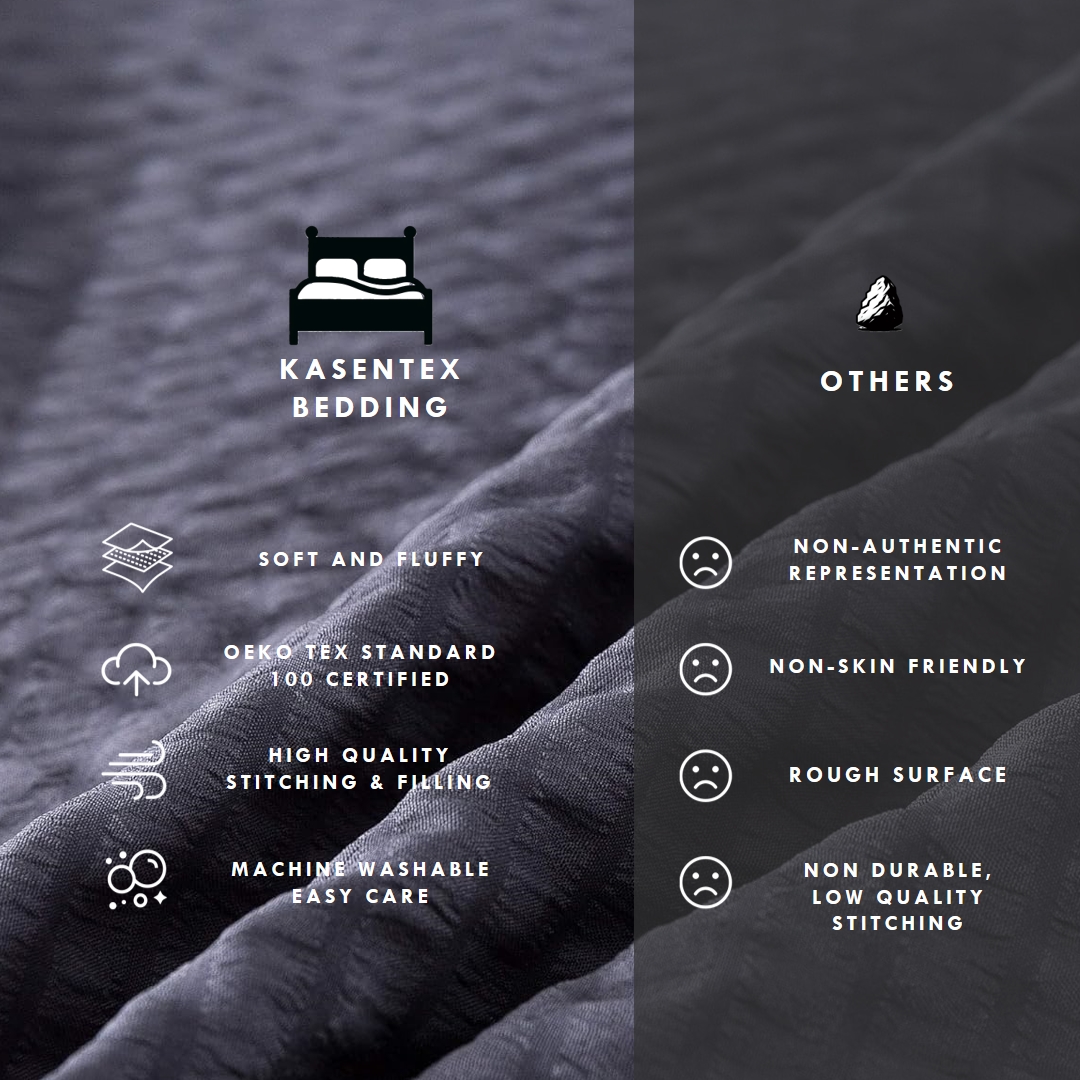 KASENTEX
BEDDING
SOFT AND FLUFFY
OEKO TEX STANDARD
100 CERTIFIED
HIGH QUALITY
STITCHING & FILLING
MACHINE WASHABLE
EASY CARE
OTHERS
NON-AUTHENTIC
REPRESENTATION
NON-SKIN FRIENDLY
ROUGH SURFACE
NON DURABLE,
LOW QUALITY
STITCHING